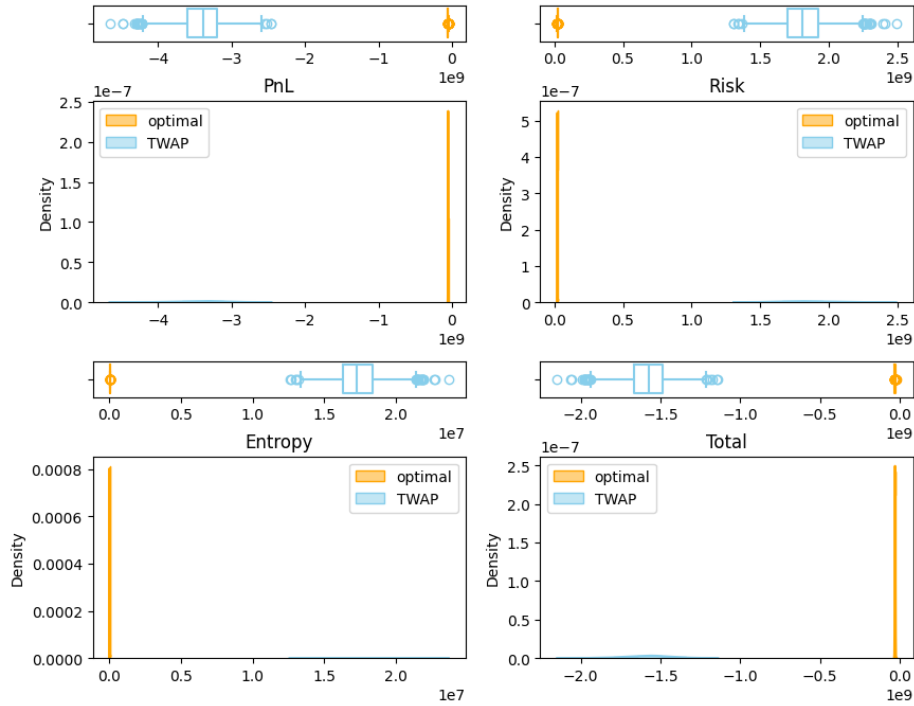 −4 −3 −2 −1 0
1e9
0.0 0.5 1.0 1.5 2.0 2.5
1e9
PnL
Risk
1e−7
optimal
TWAP
Density
2.5
2.0
1.5
1.0
0.5
0.0
−4 −3 −2 −1 0
1e9
1e−7
optimal
TWAP
Density
5
4
3
2
1
0
0.0 0.5 1.0 1.5 2.0 2.5
1e9
0.0 0.5 1.0 1.5 2.0
1e7
−2.0 −1.5 −1.0 −0.5 0.0
1e9
Entropy
Total
optimal
TWAP
Density
0.0008
0.0006
0.0004
0.0002
0.0000
0.0 0.5 1.0 1.5 2.0
1e7
1e−7
optimal
TWAP
Density
2.5
2.0
1.5
1.0
0.5
0.0
−2.0 −1.5 −1.0 −0.5 0.0
1e9